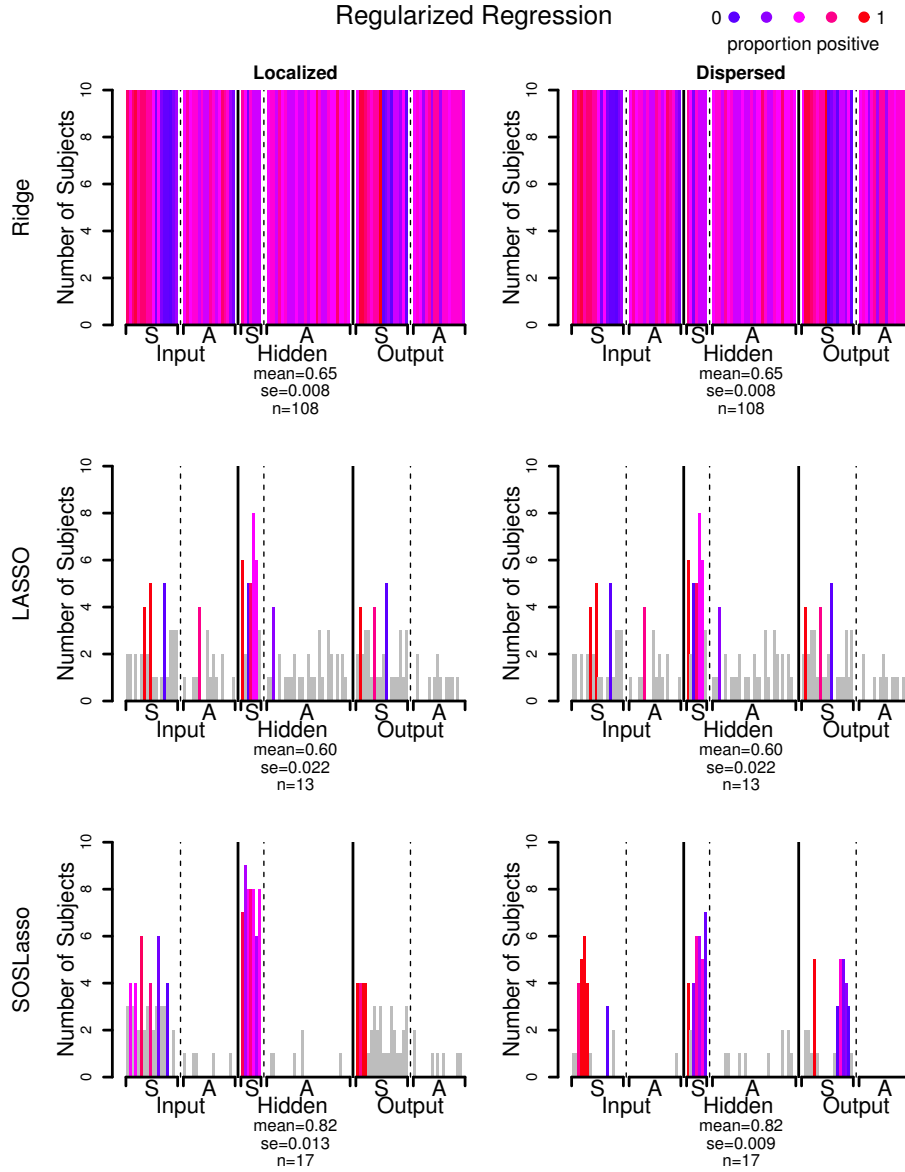 Regularized Regression
0 1
proportion positive
Localized
Dispersed
Ridge
Number of Subjects
0 2 4 6 8 10
S A S A S A
Input Hidden Output
mean=0.65
se=0.008
n=108
Number of Subjects
0 2 4 6 8 10
S A S A S A
Input Hidden Output
mean=0.65
se=0.008
n=108
LASSO
Number of Subjects
0 2 4 6 8 10
S A S A S A
Input Hidden Output
mean=0.60
se=0.022
n=13
Number of Subjects
0 2 4 6 8 10
S A S A S A
Input Hidden Output
mean=0.60
se=0.022
n=13
SOSLasso
Number of Subjects
0 2 4 6 8 10
S A S A S A
Input Hidden Output
mean=0.82
se=0.013
n=17
Number of Subjects
0 2 4 6 8 10
S A S A S A
Input Hidden Output
mean=0.82
se=0.009
n=17